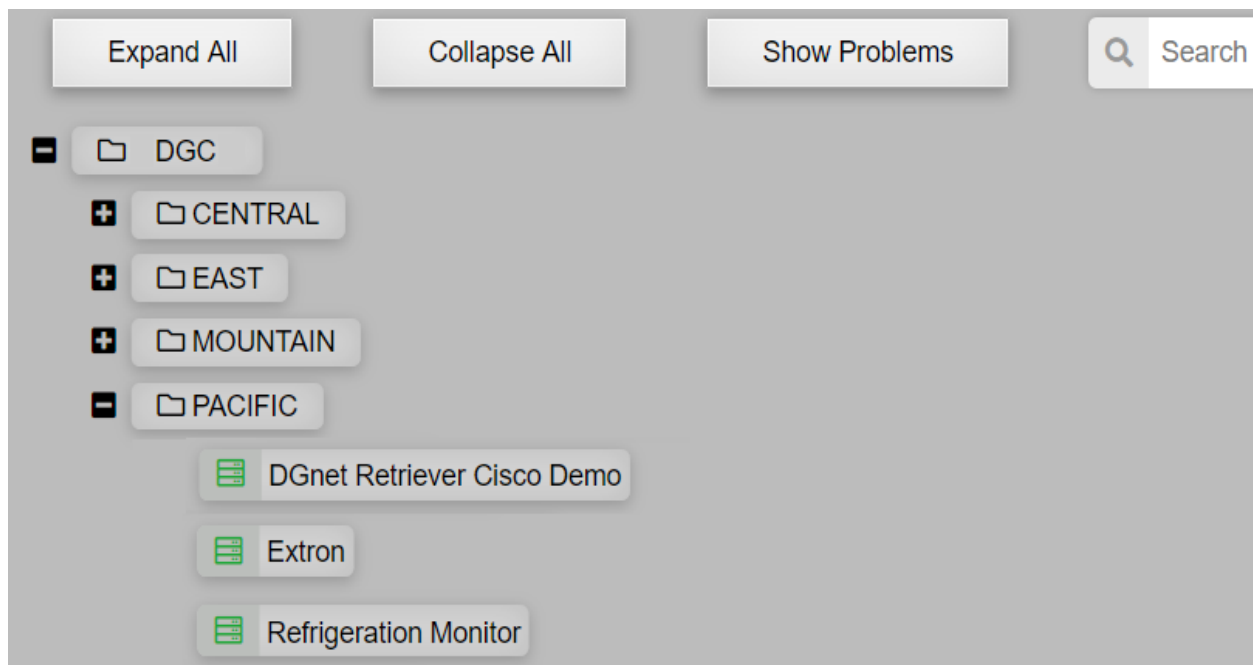 Expand All Collapse All Show Problems Search
DGC
CENTRAL
EAST
MOUNTAIN
PACIFIC
DGnet Retriever Cisco Demo
Extron
Refrigeration Monitor